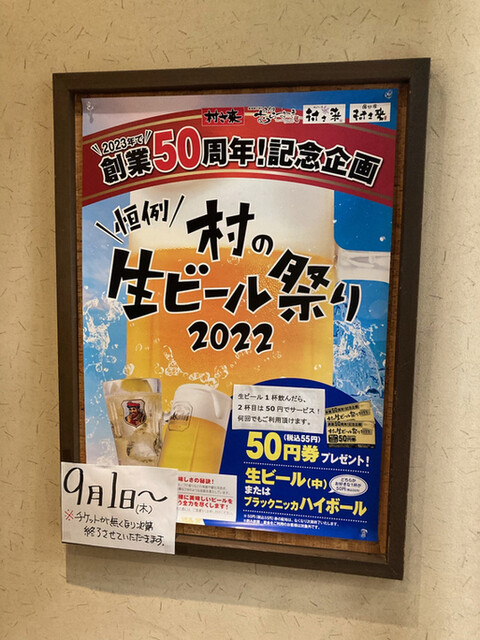 村さ来
村さ来
村さ来
2023年で
創業50周年!記念企画
恒例
村の
生ビール祭り
2022
生ビール1杯飲んだら、
2杯目は50円でサービス!
何回でもご利用頂けます。
(税込55円)
50円券プレゼント!
生ビール(中)
または
ブラックニッカハイボール
9月1日〜
(木)
※チケットが無くなり次第
終了させていただきます。